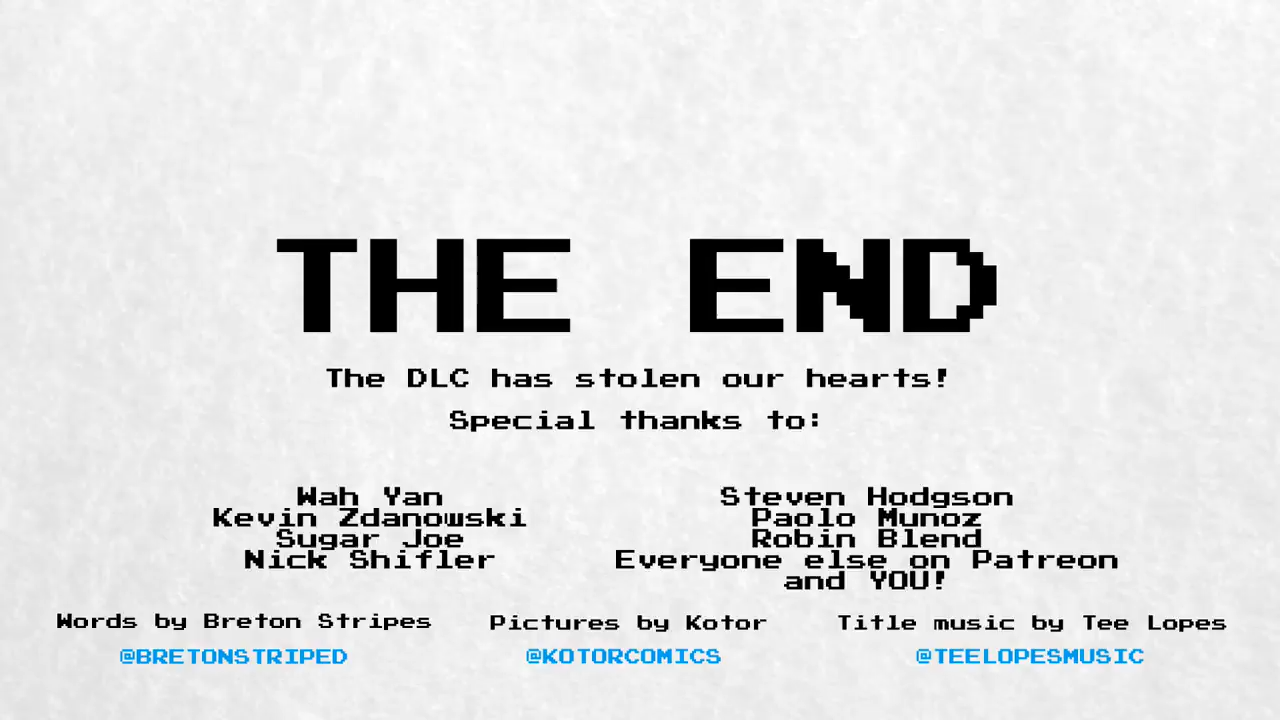 THE END
The DLC has stolen our hearts!
Special thanks to:
Wah Yan
Kevin Zdanowski
Sugar Joe
Nick Shifler
Steven Hodgson
Paolo Munoz
Robin Blend
Everyone else on Patreon
and YOU!
Words by Breton Stripes
@BRETONSTRIPED
Pictures by Kotor
@KOTORCOMICS
Title music by Tee Lopes
@TEELOPESMUSIC